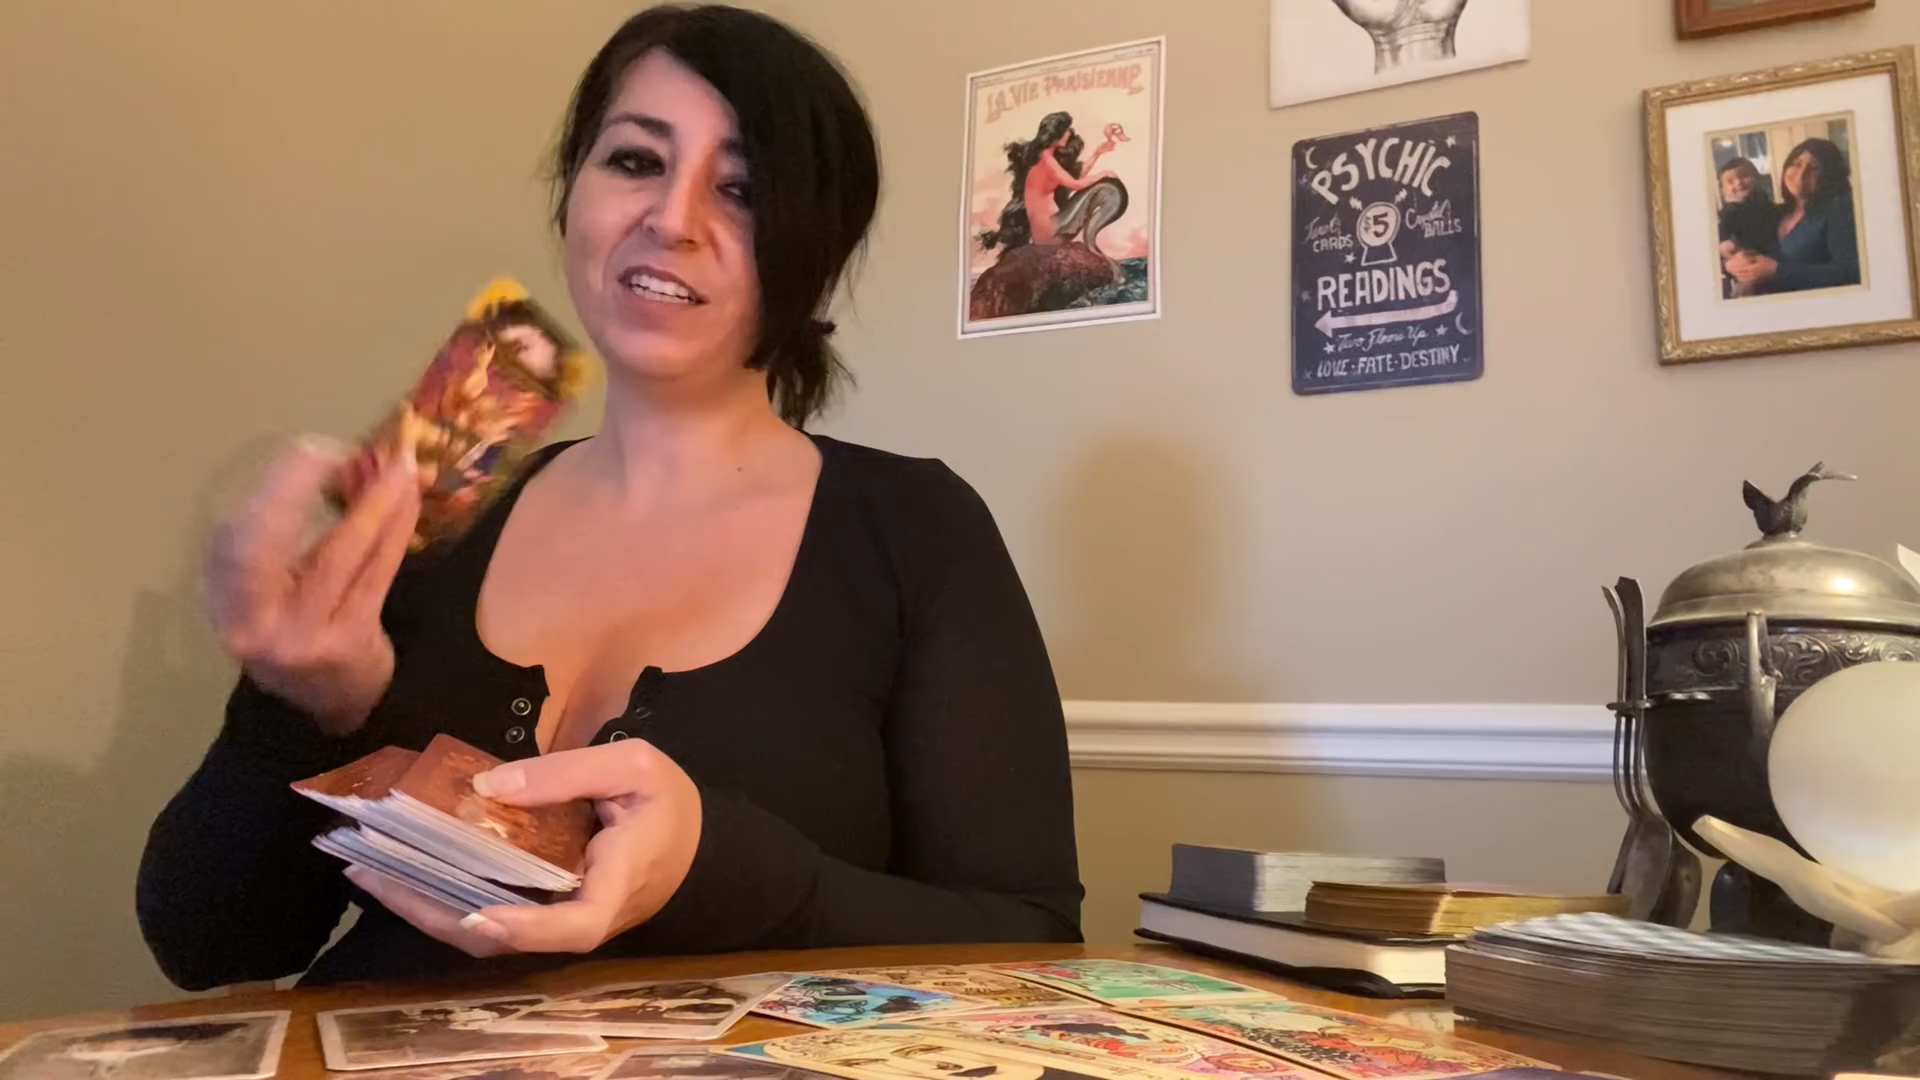 LA VIE PARISIENNE
PSYCHIC
Tarot CARDS
$5
Crystal BALLS
READINGS
Two Floors Up
LOVE · FATE · DESTINY